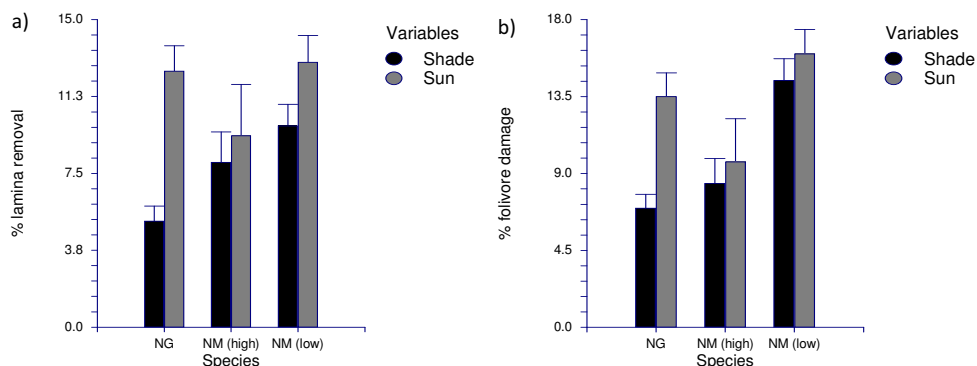 a)
15.0
11.3
7.5
3.8
0.0
% lamina removal
NG
NM (high)
NM (low)
Species
Variables
Shade
Sun
b)
18.0
13.5
9.0
4.5
0.0
% folivore damage
NG
NM (high)
NM (low)
Species
Variables
Shade
Sun